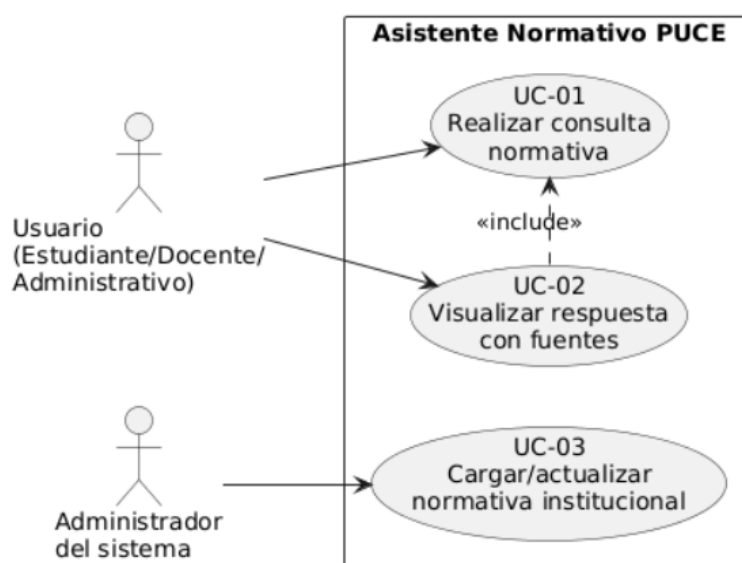 Asistente Normativo PUCE
UC-01
Realizar consulta
normativa
Usuario
(Estudiante/Docente/
Administrativo)
«include»
UC-02
Visualizar respuesta
con fuentes
UC-03
Cargar/actualizar
normativa institucional
Administrador
del sistema